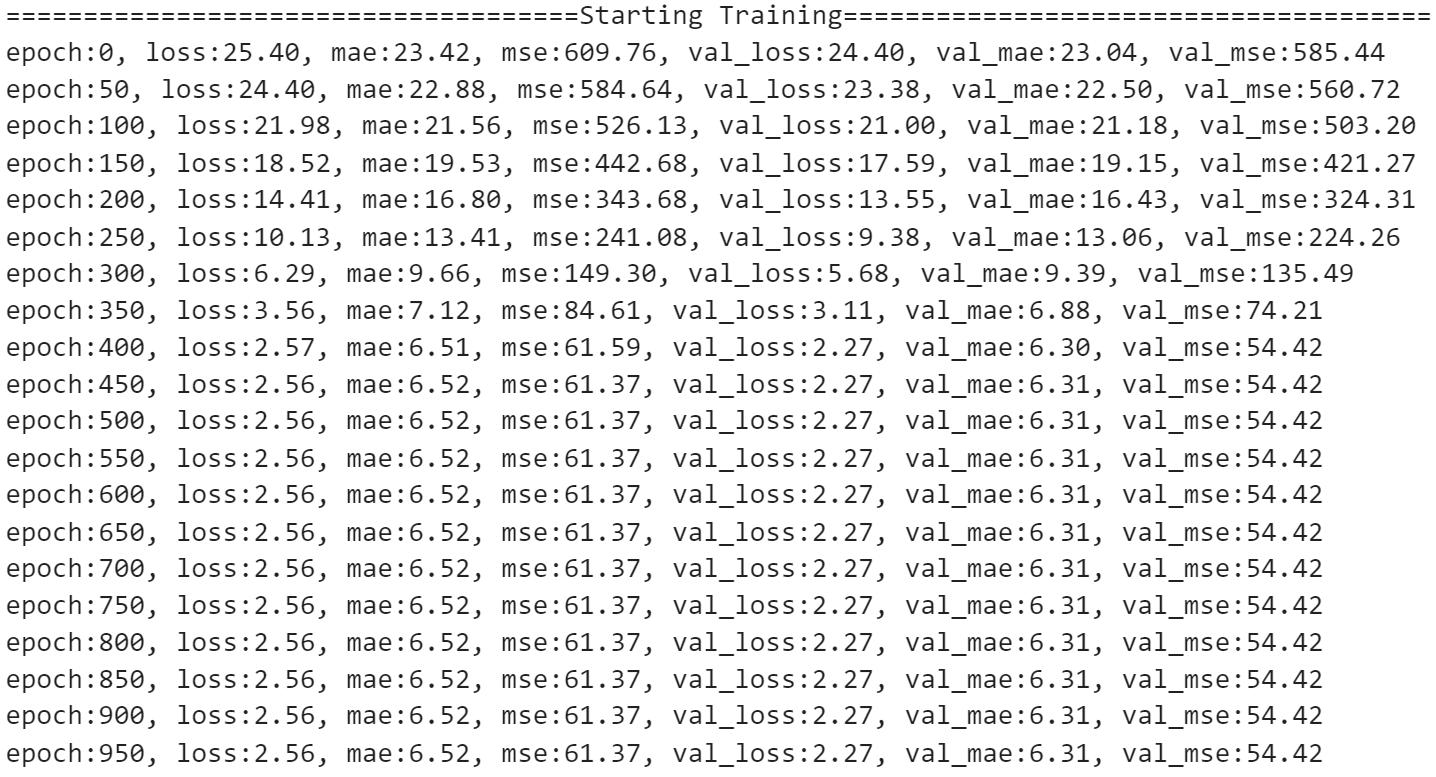 =====================================Starting Training======================================
epoch:0, loss:25.40, mae:23.42, mse:609.76, val_loss:24.40, val_mae:23.04, val_mse:585.44
epoch:50, loss:24.40, mae:22.88, mse:584.64, val_loss:23.38, val_mae:22.50, val_mse:560.72
epoch:100, loss:21.98, mae:21.56, mse:526.13, val_loss:21.00, val_mae:21.18, val_mse:503.20
epoch:150, loss:18.52, mae:19.53, mse:442.68, val_loss:17.59, val_mae:19.15, val_mse:421.27
epoch:200, loss:14.41, mae:16.80, mse:343.68, val_loss:13.55, val_mae:16.43, val_mse:324.31
epoch:250, loss:10.13, mae:13.41, mse:241.08, val_loss:9.38, val_mae:13.06, val_mse:224.26
epoch:300, loss:6.29, mae:9.66, mse:149.30, val_loss:5.68, val_mae:9.39, val_mse:135.49
epoch:350, loss:3.56, mae:7.12, mse:84.61, val_loss:3.11, val_mae:6.88, val_mse:74.21
epoch:400, loss:2.57, mae:6.51, mse:61.59, val_loss:2.27, val_mae:6.30, val_mse:54.42
epoch:450, loss:2.56, mae:6.52, mse:61.37, val_loss:2.27, val_mae:6.31, val_mse:54.42
epoch:500, loss:2.56, mae:6.52, mse:61.37, val_loss:2.27, val_mae:6.31, val_mse:54.42
epoch:550, loss:2.56, mae:6.52, mse:61.37, val_loss:2.27, val_mae:6.31, val_mse:54.42
epoch:600, loss:2.56, mae:6.52, mse:61.37, val_loss:2.27, val_mae:6.31, val_mse:54.42
epoch:650, loss:2.56, mae:6.52, mse:61.37, val_loss:2.27, val_mae:6.31, val_mse:54.42
epoch:700, loss:2.56, mae:6.52, mse:61.37, val_loss:2.27, val_mae:6.31, val_mse:54.42
epoch:750, loss:2.56, mae:6.52, mse:61.37, val_loss:2.27, val_mae:6.31, val_mse:54.42
epoch:800, loss:2.56, mae:6.52, mse:61.37, val_loss:2.27, val_mae:6.31, val_mse:54.42
epoch:850, loss:2.56, mae:6.52, mse:61.37, val_loss:2.27, val_mae:6.31, val_mse:54.42
epoch:900, loss:2.56, mae:6.52, mse:61.37, val_loss:2.27, val_mae:6.31, val_mse:54.42
epoch:950, loss:2.56, mae:6.52, mse:61.37, val_loss:2.27, val_mae:6.31, val_mse:54.42